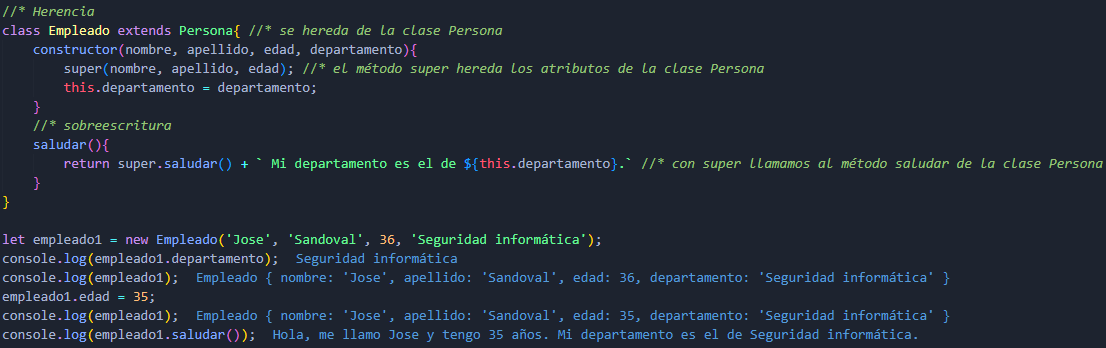 //* Herencia
class Empleado extends Persona{ //* se hereda de la clase Persona
    constructor(nombre, apellido, edad, departamento){
        super(nombre, apellido, edad); //* el método super hereda los atributos de la clase Persona
        this.departamento = departamento;
    }
    //* sobreescritura
    saludar(){
        return super.saludar() + ` Mi departamento es el de ${this.departamento}.` //* con super llamamos al método saludar de la clase Persona
    }
}

let empleado1 = new Empleado('Jose', 'Sandoval', 36, 'Seguridad informática');
console.log(empleado1.departamento);  Seguridad informática
console.log(empleado1);  Empleado { nombre: 'Jose', apellido: 'Sandoval', edad: 36, departamento: 'Seguridad informática' }
empleado1.edad = 35;
console.log(empleado1);  Empleado { nombre: 'Jose', apellido: 'Sandoval', edad: 35, departamento: 'Seguridad informática' }
console.log(empleado1.saludar());  Hola, me llamo Jose y tengo 35 años. Mi departamento es el de Seguridad informática.